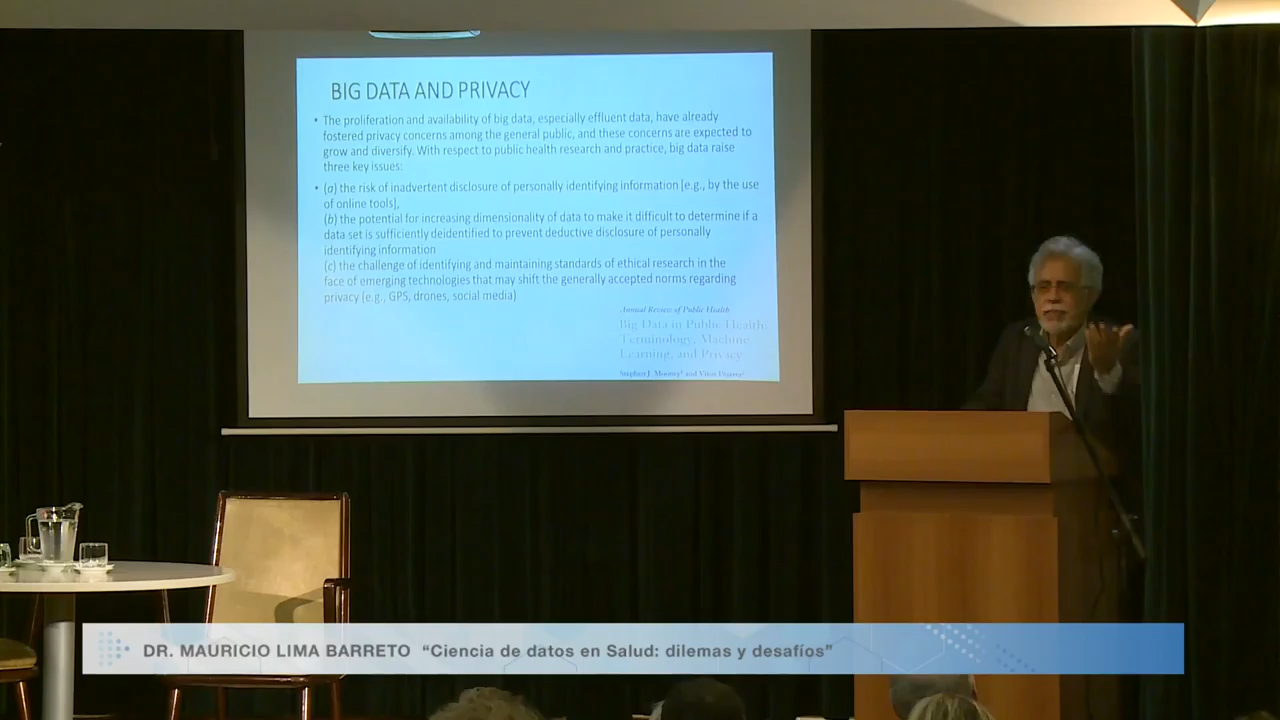 BIG DATA AND PRIVACY
• The proliferation and availability of big data, especially effluent data, have already
fostered privacy concerns among the general public, and these concerns are expected to
grow and diversify. With respect to public health research and practice, big data raise
three key issues:
• (a) the risk of inadvertent disclosure of personally identifying information [e.g., by the use
of online tools],
(b) the potential for increasing dimensionality of data to make it difficult to determine if a
data set is sufficiently deidentified to prevent deductive disclosure of personally
identifying information
(c) the challenge of identifying and maintaining standards of ethical research in the
face of emerging technologies that may shift the generally accepted norms regarding
privacy (e.g., GPS, drones, social media)
Annual Review of Public Health
Big Data in Public Health:
Terminology, Machine
Learning, and Privacy
Stephen J. Mooney and
DR. MAURICIO LIMA BARRETO “Ciencia de datos en Salud: dilemas y desafíos”